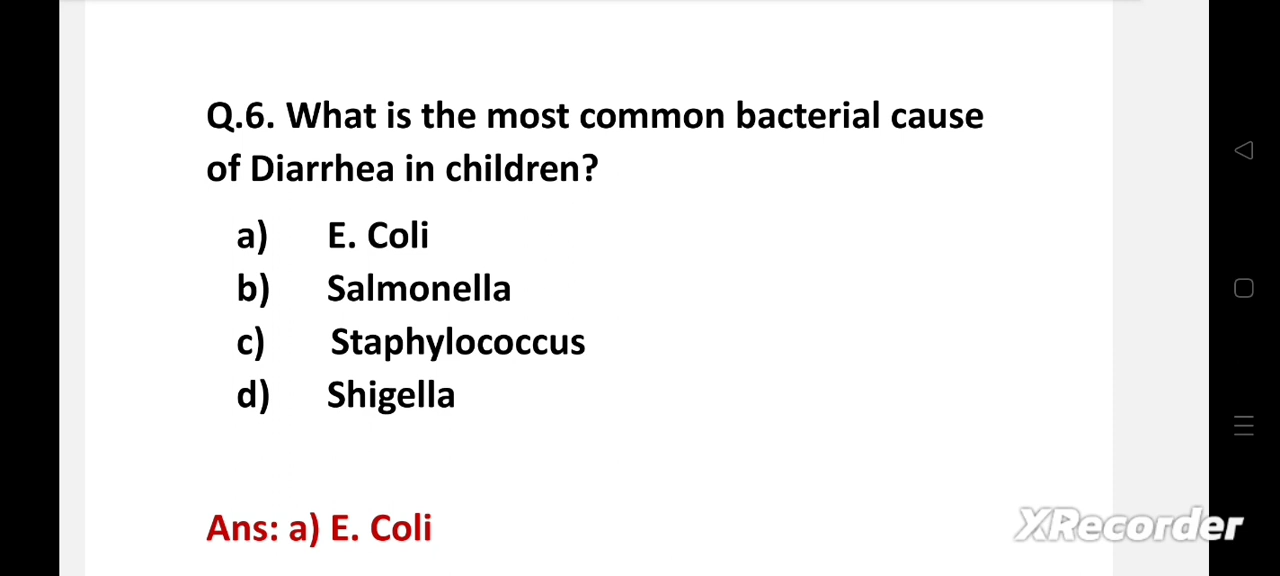 Q.6. What is the most common bacterial cause
of Diarrhea in children?
a) E. Coli
b) Salmonella
c) Staphylococcus
d) Shigella
Ans: a) E. Coli
XRecorder